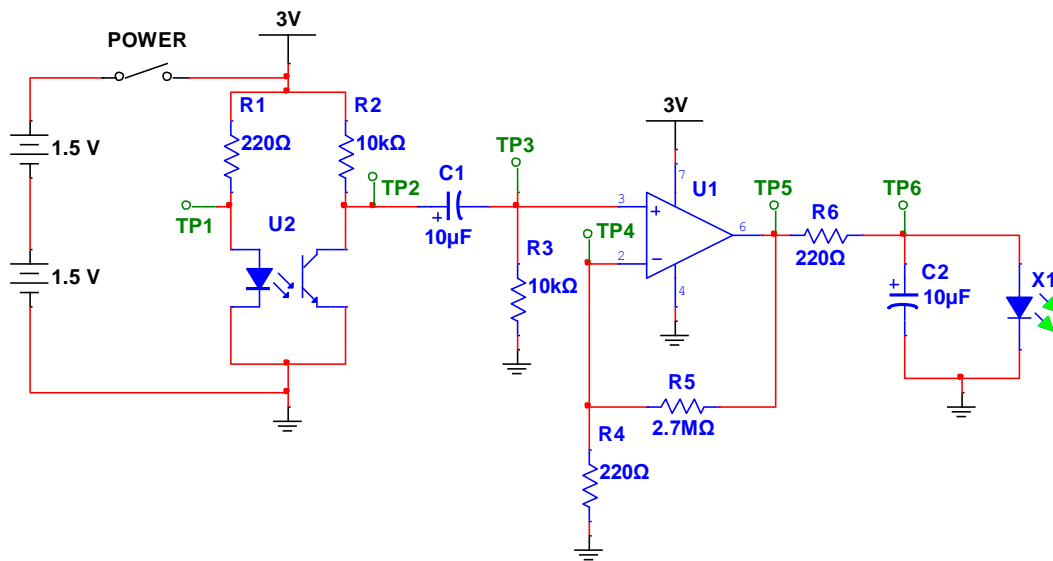 3V
POWER
R1
220Ω
R2
10kΩ
1.5 V
1.5 V
TP1
U2
TP2
C1
+
10µF
TP3
R3
10kΩ
3V
7
U1
3
+
TP4
2
−
6
4
TP5
R6
220Ω
TP6
C2
+
10µF
X1
R5
2.7MΩ
R4
220Ω